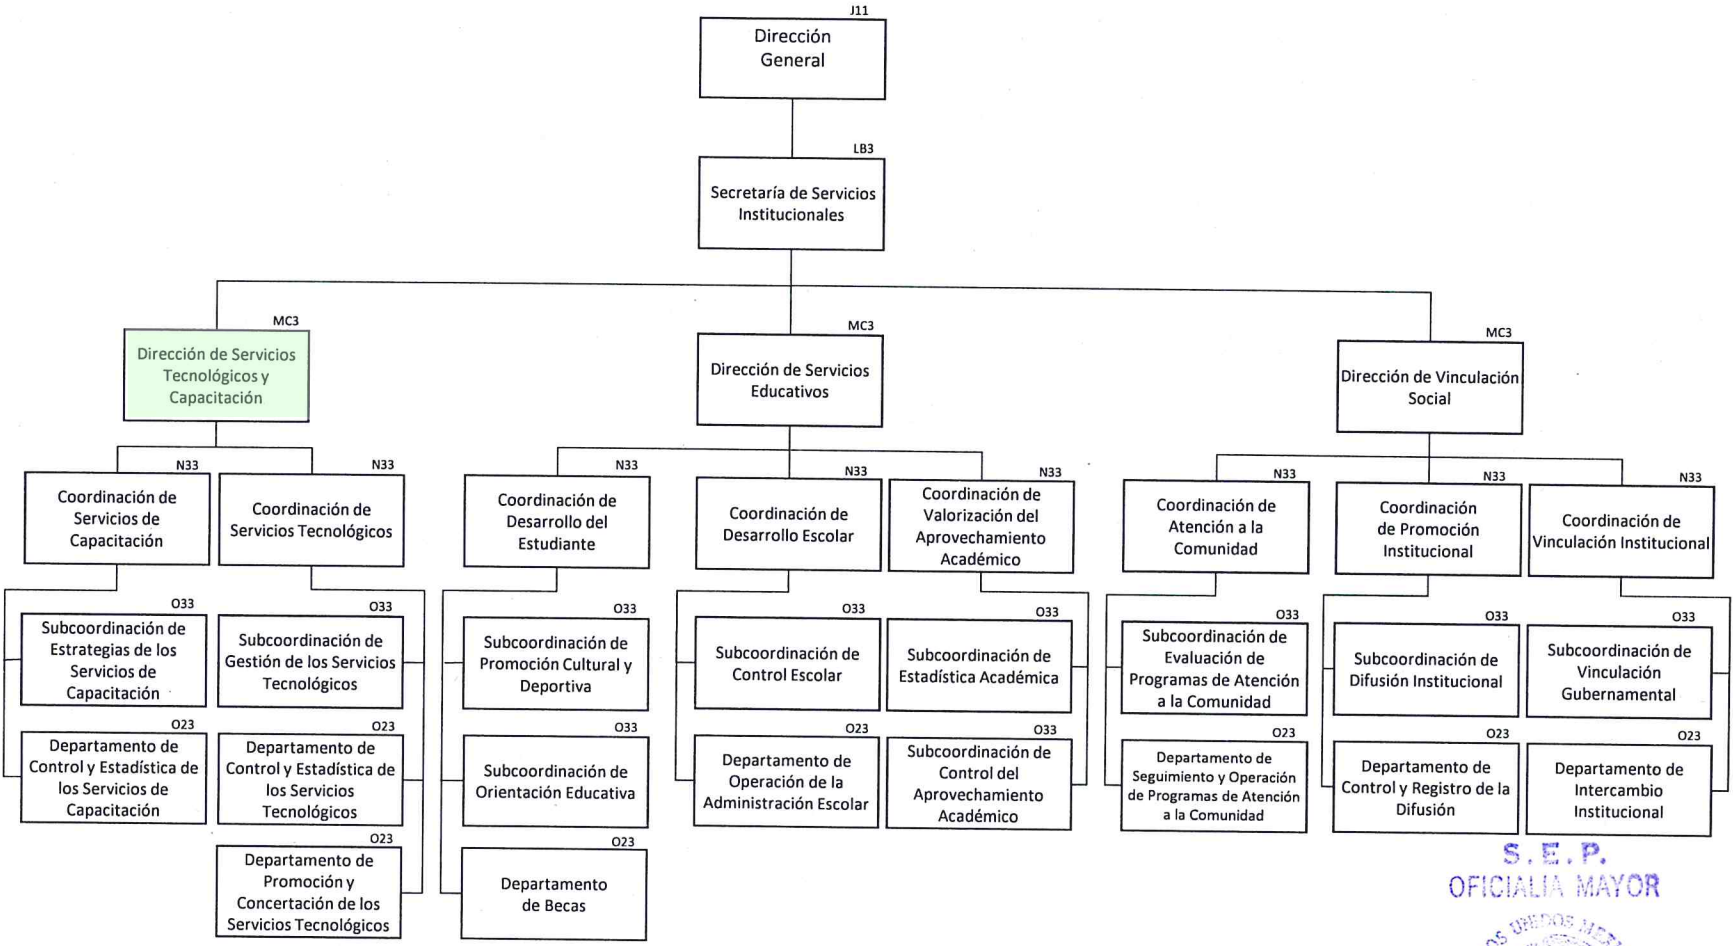 J11
Dirección
General
LB3
Secretaría de Servicios
Institucionales
MC3
Dirección de Servicios
Tecnológicos y
Capacitación
MC3
Dirección de Servicios
Educativos
MC3
Dirección de Vinculación
Social
N33
Coordinación de
Servicios de
Capacitación
N33
Coordinación de
Servicios Tecnológicos
N33
Coordinación de
Desarrollo del
Estudiante
N33
Coordinación de
Desarrollo Escolar
N33
Coordinación de
Valorización del
Aprovechamiento
Académico
N33
Coordinación de
Atención a la
Comunidad
N33
Coordinación
de Promoción
Institucional
N33
Coordinación de
Vinculación Institucional
O33
Subcoordinación de
Estrategias de los
Servicios de
Capacitación
O33
Subcoordinación de
Gestión de los Servicios
Tecnológicos
O33
Subcoordinación de
Promoción Cultural y
Deportiva
O33
Subcoordinación de
Control Escolar
O33
Subcoordinación de
Estadística Académica
O33
Subcoordinación de
Evaluación de
Programas de Atención
a la Comunidad
O33
Subcoordinación de
Difusión Institucional
O33
Subcoordinación de
Vinculación
Gubernamental
O23
Departamento de
Control y Estadística de
los Servicios de
Capacitación
O23
Departamento de
Control y Estadística de
los Servicios
Tecnológicos
O33
Subcoordinación de
Orientación Educativa
O23
Departamento de
Operación de la
Administración Escolar
O33
Subcoordinación de
Control del
Aprovechamiento
Académico
O23
Departamento de
Seguimiento y Operación
de Programas de Atención
a la Comunidad
O23
Departamento de
Control y Registro de la
Difusión
O23
Departamento de
Intercambio
Institucional
O23
Departamento de
Promoción y
Concertación de los
Servicios Tecnológicos
O23
Departamento
de Becas
S.E.P.
OFICIALIA MAYOR